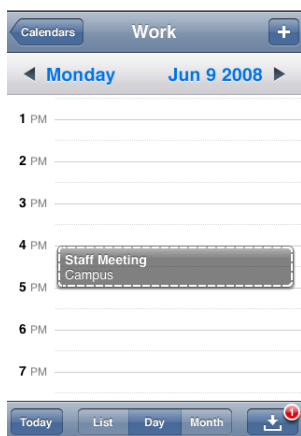 Calendars Work +
Monday Jun 9 2008
1 PM
2 PM
3 PM
4 PM
Staff Meeting
Campus
5 PM
6 PM
7 PM
Today List Day Month 1